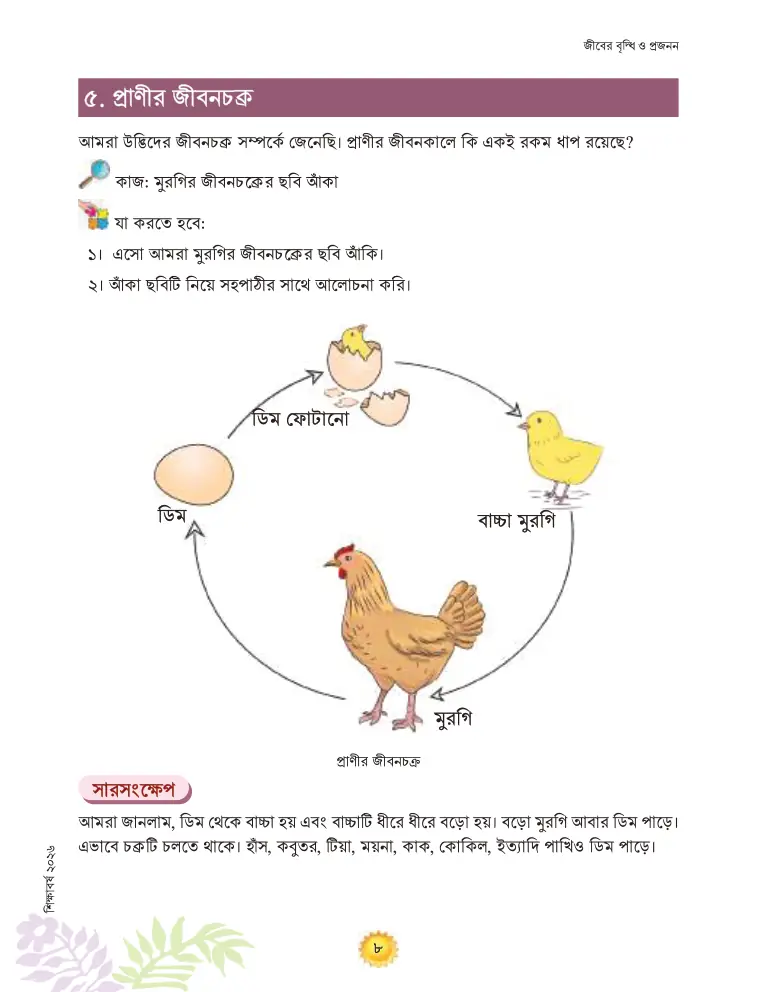 জীবের বৃদ্ধি ও প্রজনন
৫. প্রাণীর জীবনচক্র
আমরা উদ্ভিদের জীবনচক্র সম্পর্কে জেনেছি। প্রাণীর জীবনকালে কি একই রকম ধাপ রয়েছে?
কাজ: মুরগির জীবনচক্রের ছবি আঁকা
যা করতে হবে:
১। এসো আমরা মুরগির জীবনচক্রের ছবি আঁকি।
২। আঁকা ছবিটি নিয়ে সহপাঠীর সাথে আলোচনা করি।
ডিম ফোটানো
ডিম
বাচ্চা মুরগি
মুরগি
প্রাণীর জীবনচক্র
সারসংক্ষেপ
আমরা জানলাম, ডিম থেকে বাচ্চা হয় এবং বাচ্চাটি ধীরে ধীরে বড়ো হয়। বড়ো মুরগি আবার ডিম পাড়ে।
এভাবে চক্রটি চলতে থাকে। হাঁস, কবুতর, টিয়া, ময়না, কাক, কোকিল, ইত্যাদি পাখিও ডিম পাড়ে।
শিক্ষাবর্ষ ২০২৬
৮